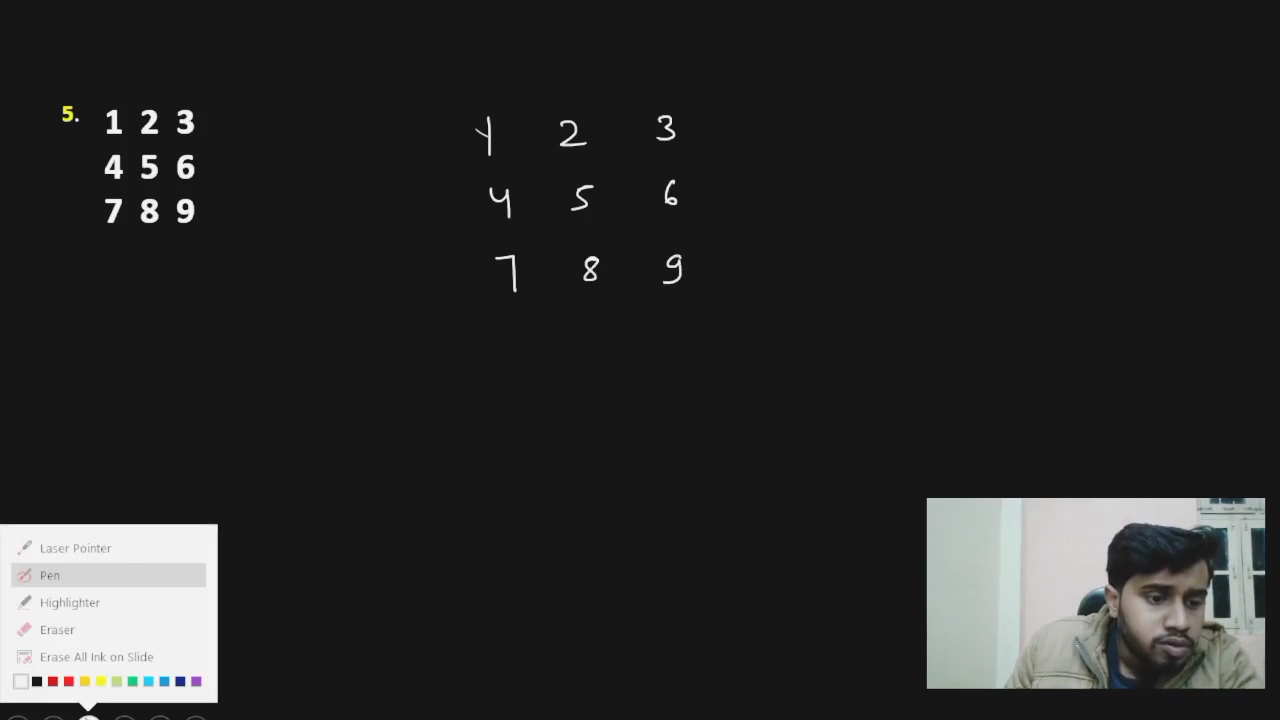 5.
1 2 3
4 5 6
7 8 9
1 2 3
4 5 6
7 8 9
Laser Pointer
Pen
Highlighter
Eraser
Erase All Ink on Slide